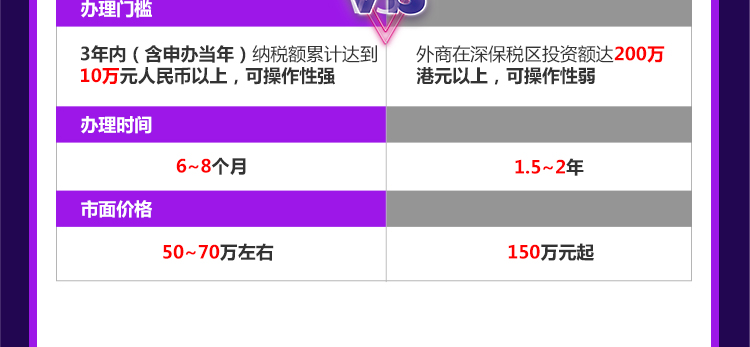 办理门槛
VS
3年内（含申办当年）纳税额累计达到
10万元人民币以上，可操作性强
外商在深保税区投资额达200万
港元以上，可操作性弱
办理时间
6~8个月
1.5~2年
市面价格
50~70万左右
150万元起